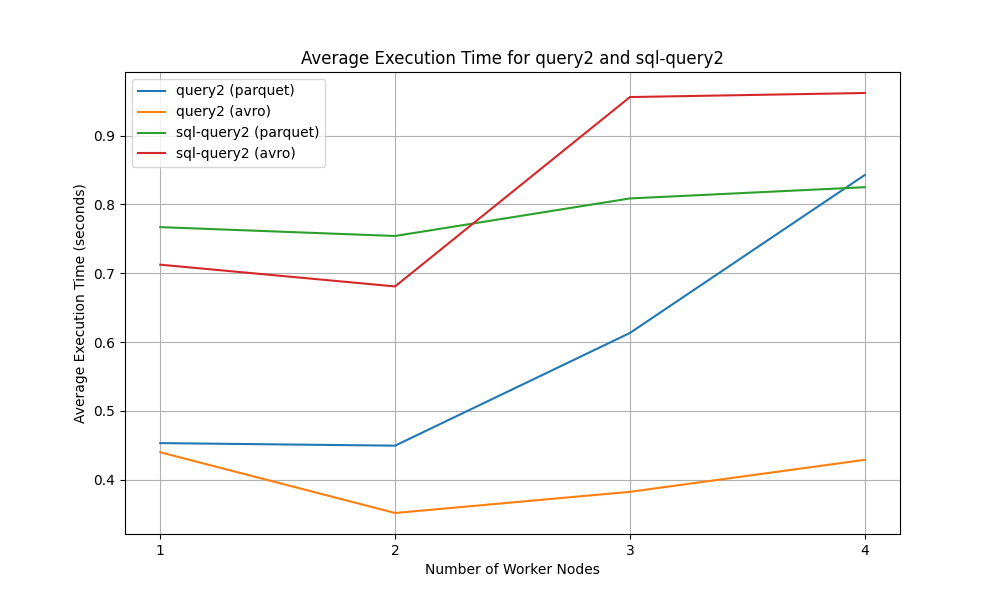 Average Execution Time for query2 and sql-query2
query2 (parquet)
query2 (avro)
sql-query2 (parquet)
sql-query2 (avro)
Average Execution Time (seconds)
0.9
0.8
0.7
0.6
0.5
0.4
1 2 3 4
Number of Worker Nodes